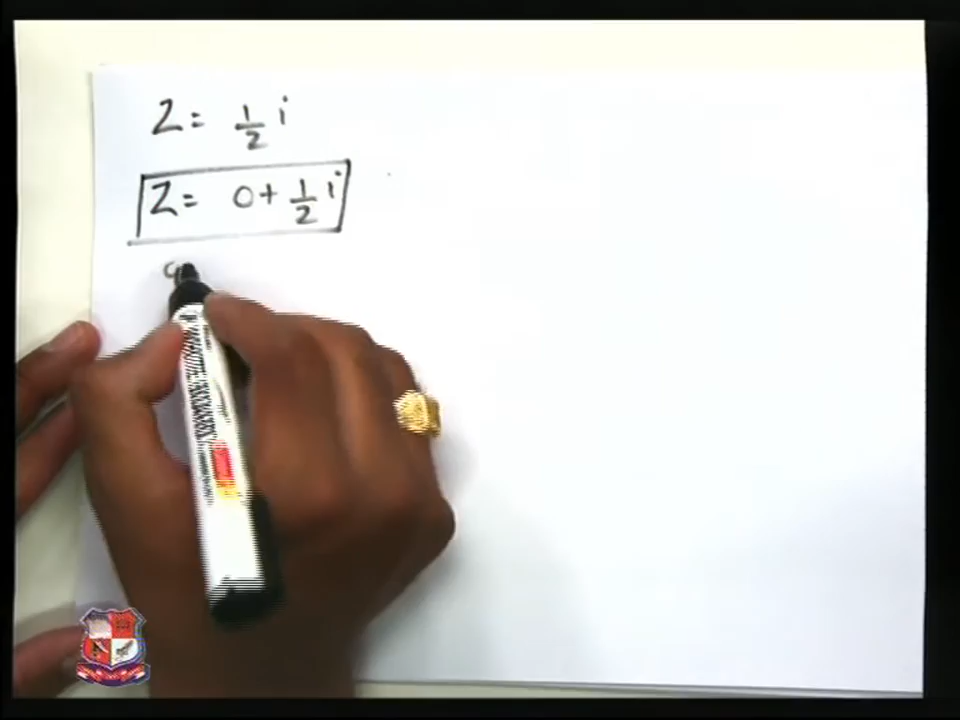 Z = 1/2 i
Z = 0 + 1/2 i